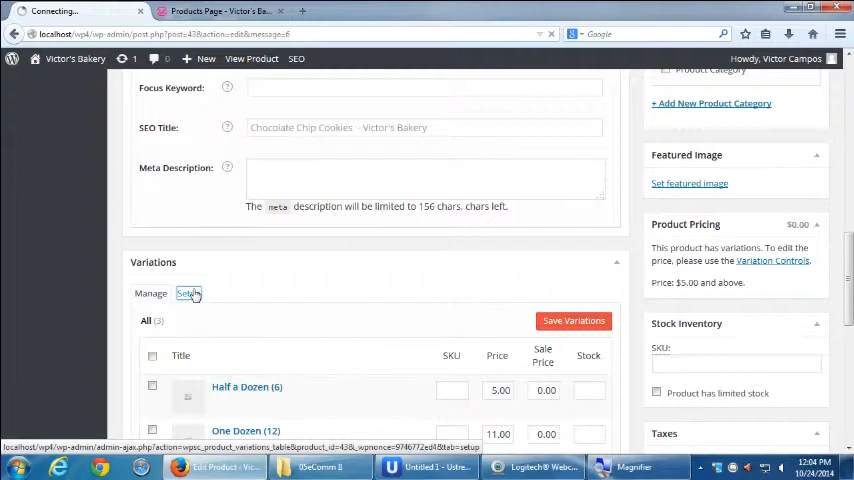 Connecting...
Products Page - Victor's Ba...
localhost/wp4/wp-admin/post.php?post=43&action=edit&message=6
Google
Victor's Bakery
1
0
New
View Product
SEO
Howdy, Victor Campos
Focus Keyword:
Product Category
+ Add New Product Category
SEO Title:
Chocolate Chip Cookies - Victor's Bakery
Meta Description:
The meta description will be limited to 156 chars, chars left.
Featured Image
Set featured image
Product Pricing
$0.00
This product has variations. To edit the
price, please use the Variation Controls.
Price: $5.00 and above.
Variations
Manage
All (3)
Save Variations
Title
SKU
Price
Sale
Price
Stock
Half a Dozen (6)
5.00
0.00
One Dozen (12)
11.00
0.00
Stock Inventory
SKU:
Product has limited stock
Taxes
localhost/wp4/wp-admin/admin-ajax.php?action=wpsc_product_variations_table&product_id=43&_wpnonce=9746772ed4&tab=setup
Edit Product - Vic...
05eComm II
Untitled 1 - Ustre...
Logitech® Webc...
Magnifier
12:04 PM
10/24/2014